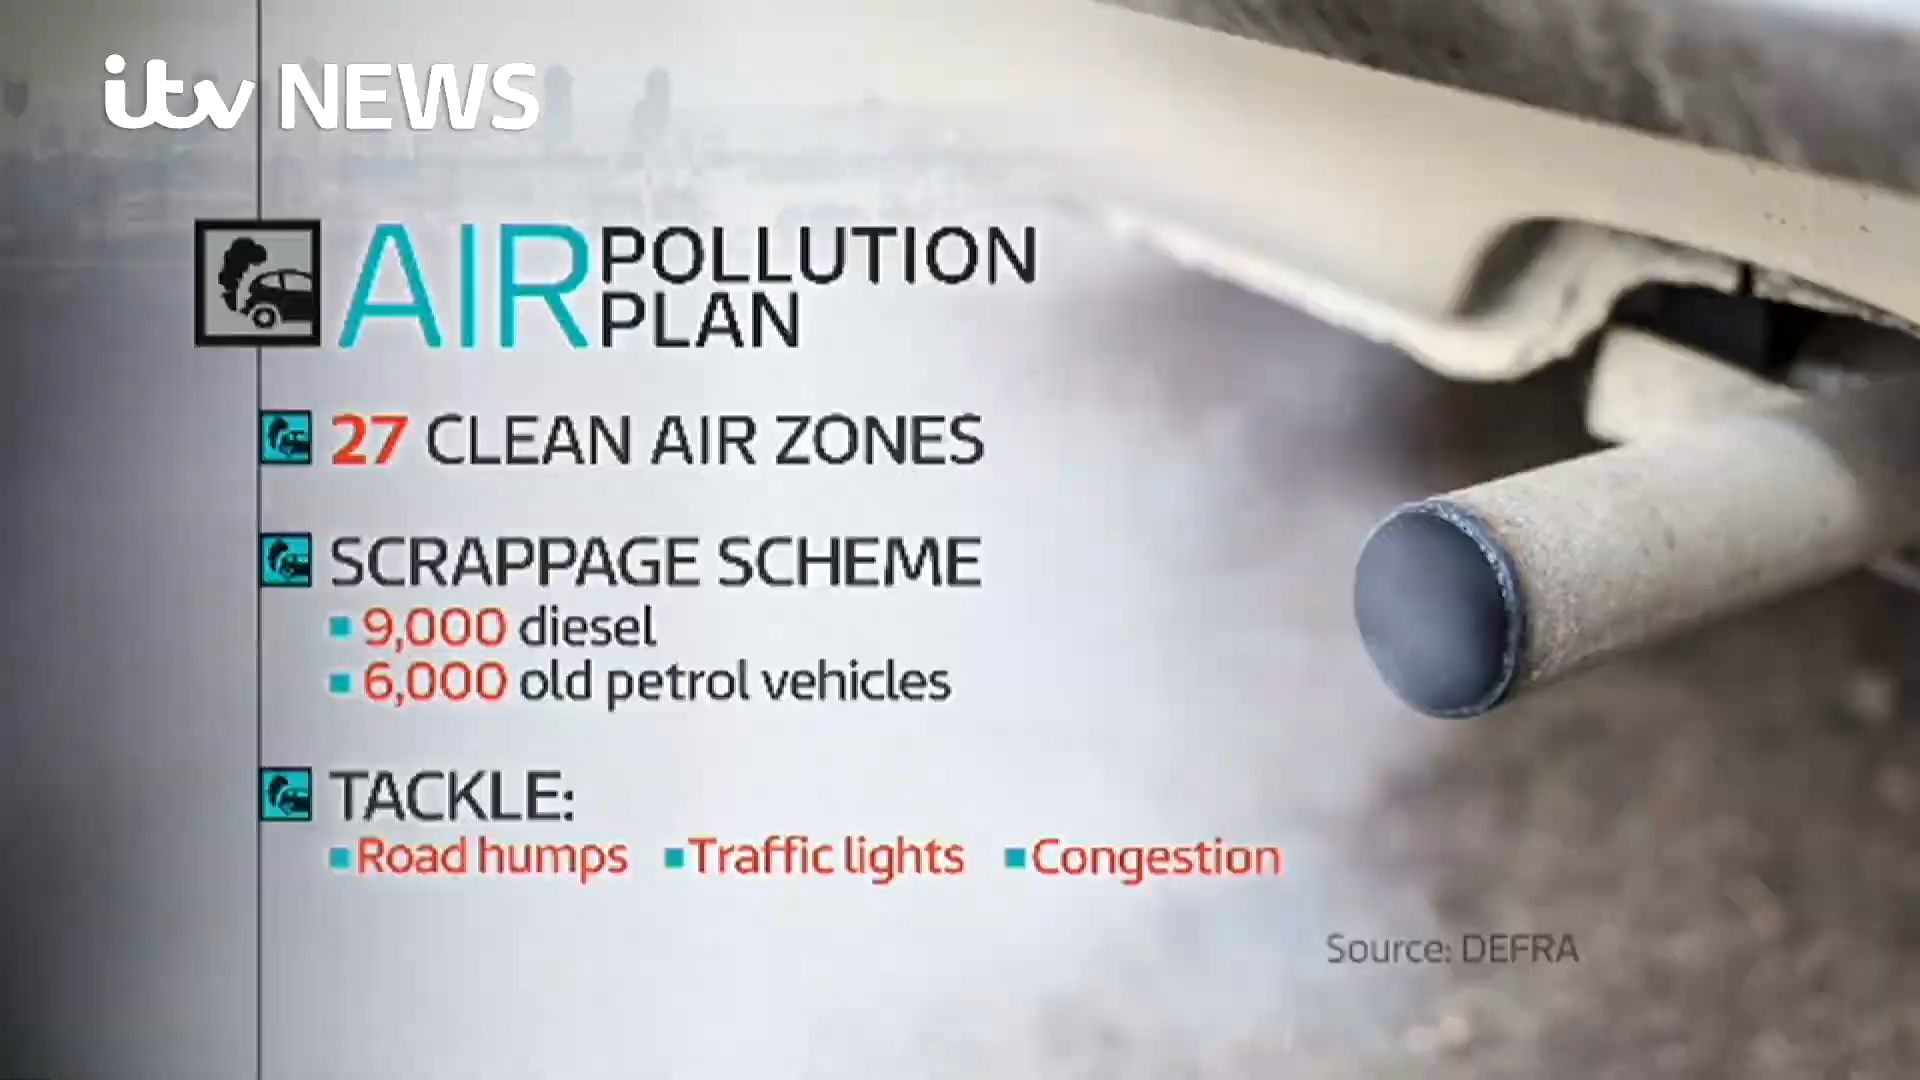 itv NEWS
AIR POLLUTION
PLAN
27 CLEAN AIR ZONES
SCRAPPAGE SCHEME
9,000 diesel
6,000 old petrol vehicles
TACKLE:
Road humps Traffic lights Congestion
Source: DEFRA